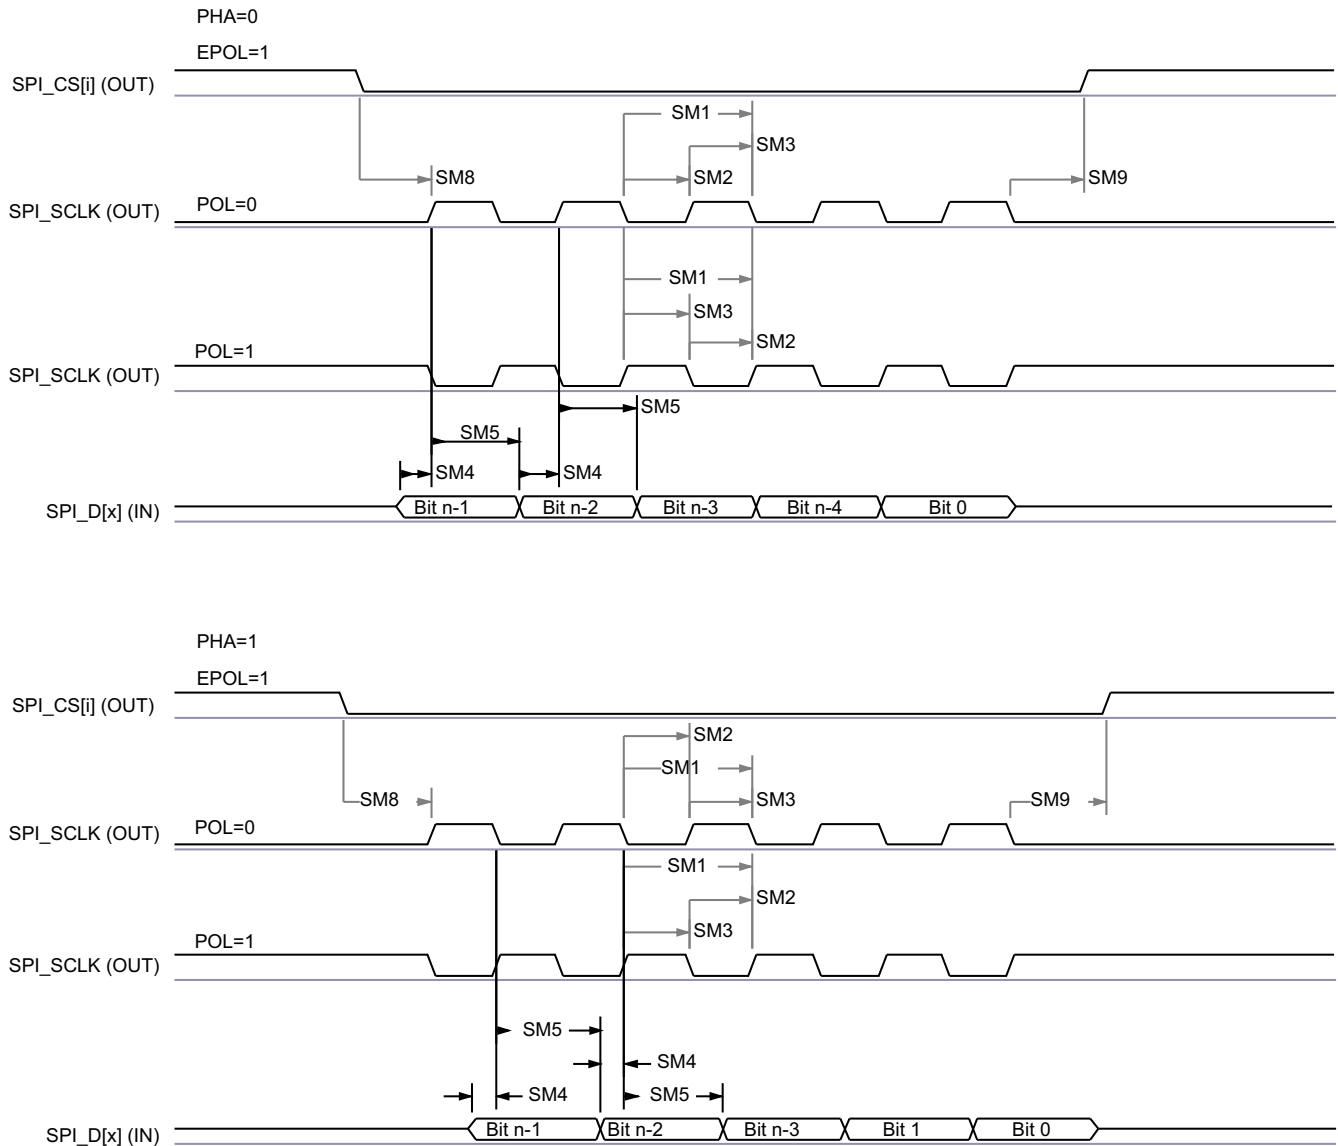 PHA=0
EPOL=1
SPI_CS[i] (OUT)
SM1
SM3
SM8
SM2
SM9
SPI_SCLK (OUT)
POL=0
SM1
SM3
SM2
POL=1
SPI_SCLK (OUT)
SM5
SM5
SM4
SM4
SPI_D[x] (IN)
Bit n-1
Bit n-2
Bit n-3
Bit n-4
Bit 0
PHA=1
EPOL=1
SPI_CS[i] (OUT)
SM2
SM1
SM8
SM3
SM9
SPI_SCLK (OUT)
POL=0
SM1
SM2
SM3
POL=1
SPI_SCLK (OUT)
SM5
SM4
SM4
SM5
SPI_D[x] (IN)
Bit n-1
Bit n-2
Bit n-3
Bit 1
Bit 0